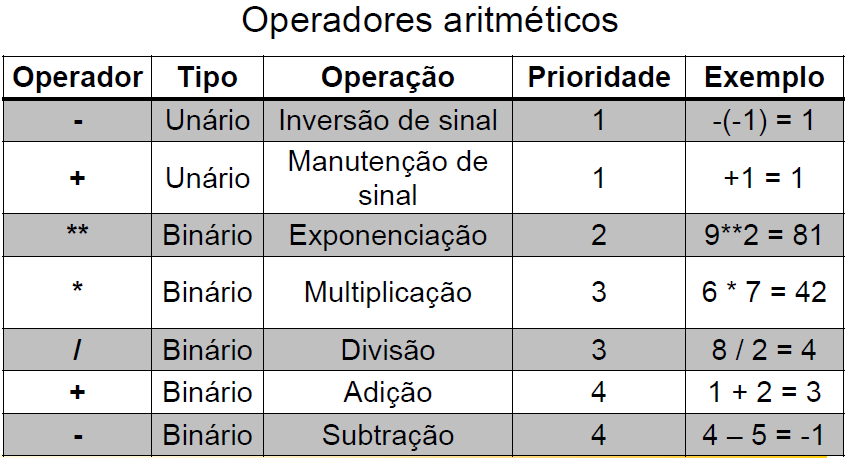 Operadores aritméticos
Operador Tipo Operação Prioridade Exemplo
- Unário Inversão de sinal 1 -(-1) = 1
+ Unário Manutenção de sinal 1 +1 = 1
** Binário Exponenciação 2 9**2 = 81
* Binário Multiplicação 3 6 * 7 = 42
/ Binário Divisão 3 8 / 2 = 4
+ Binário Adição 4 1 + 2 = 3
- Binário Subtração 4 4 – 5 = -1